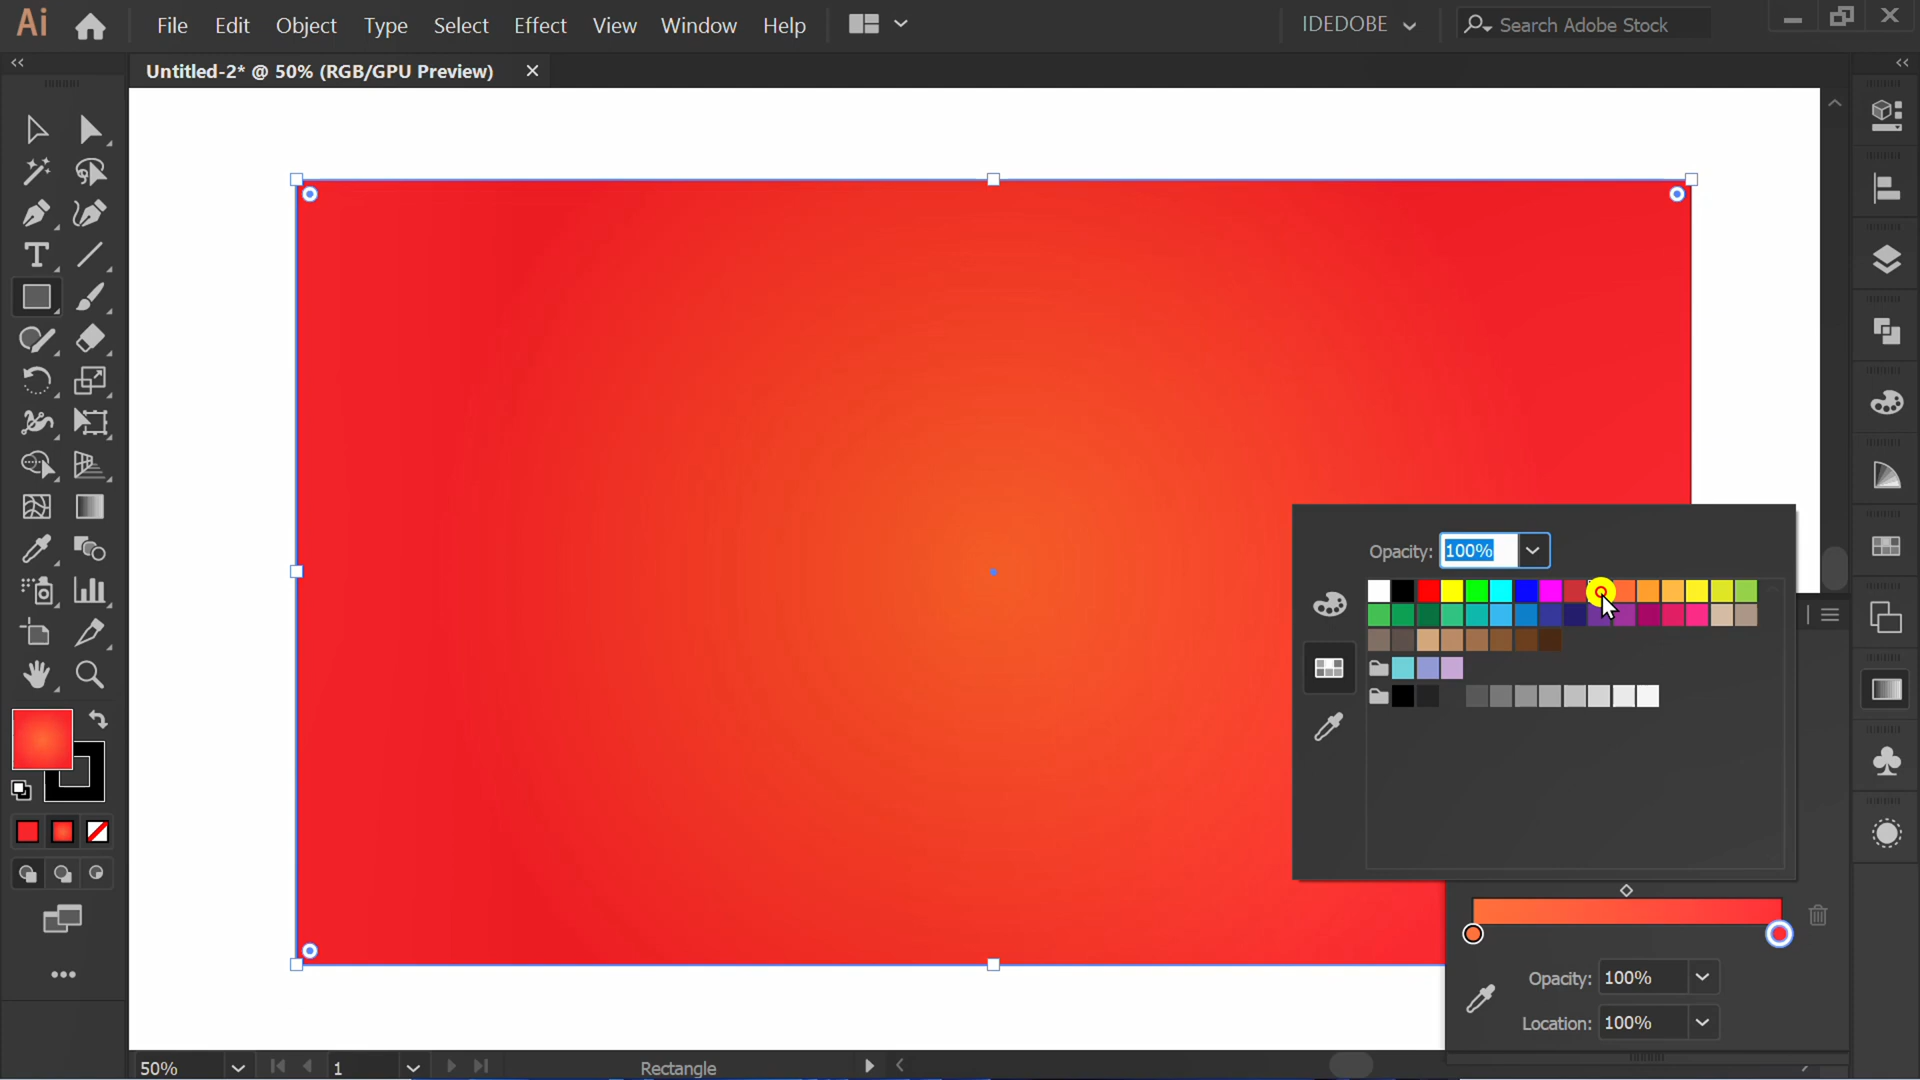 Ai File Edit Object Type Select Effect View Window Help IDEDOBE Search Adobe Stock
Untitled-2* @ 50% (RGB/GPU Preview)
T
Opacity: 100%
Opacity: 100%
Location: 100%
50% 1 Rectangle